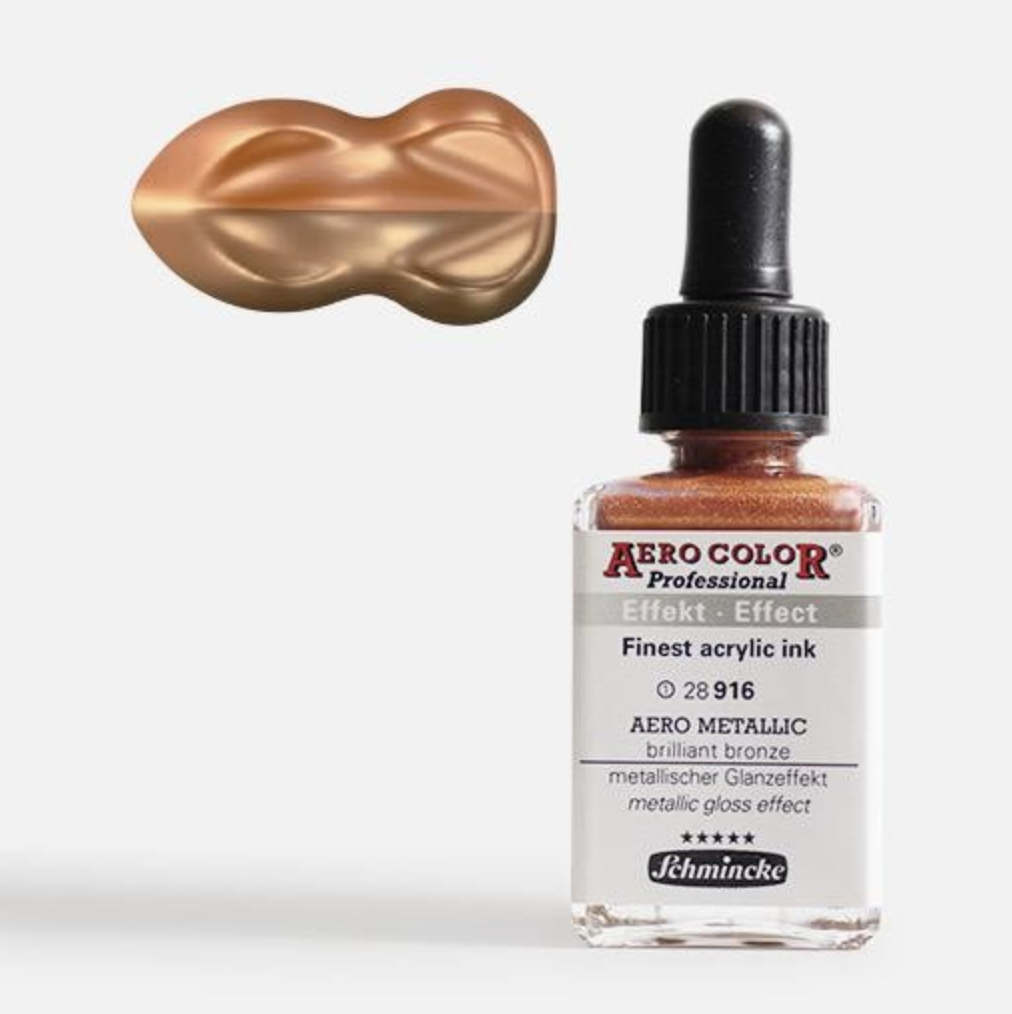 AERO COLOR®
Professional
Effekt · Effect
Finest acrylic ink
① 28 916
AERO METALLIC
brilliant bronze
metallischer Glanzeffekt
metallic gloss effect
★★★★★
Schmincke